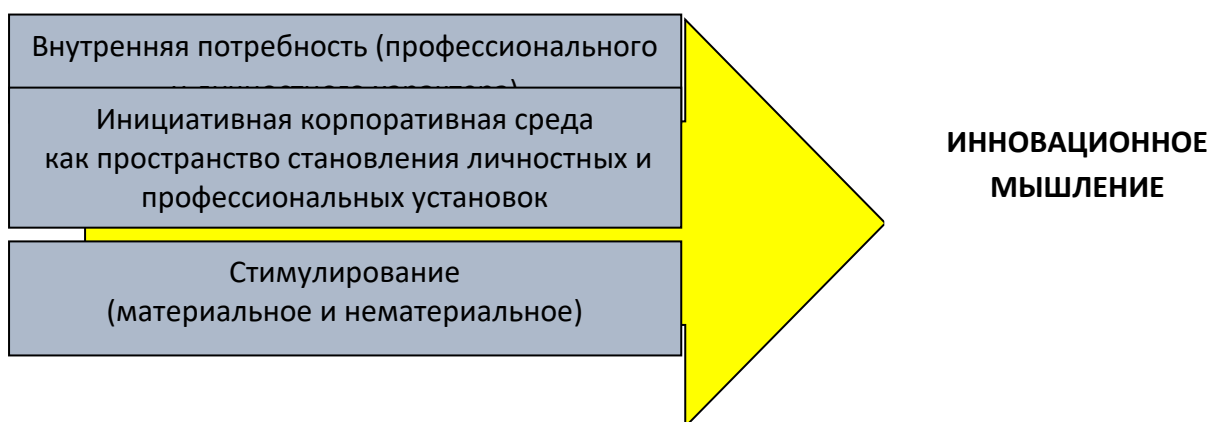 Внутренняя потребность (профессионального
Инициативная корпоративная среда
как пространство становления личностных и
профессиональных установок
Стимулирование
(материальное и нематериальное)
ИННОВАЦИОННОЕ
МЫШЛЕНИЕ